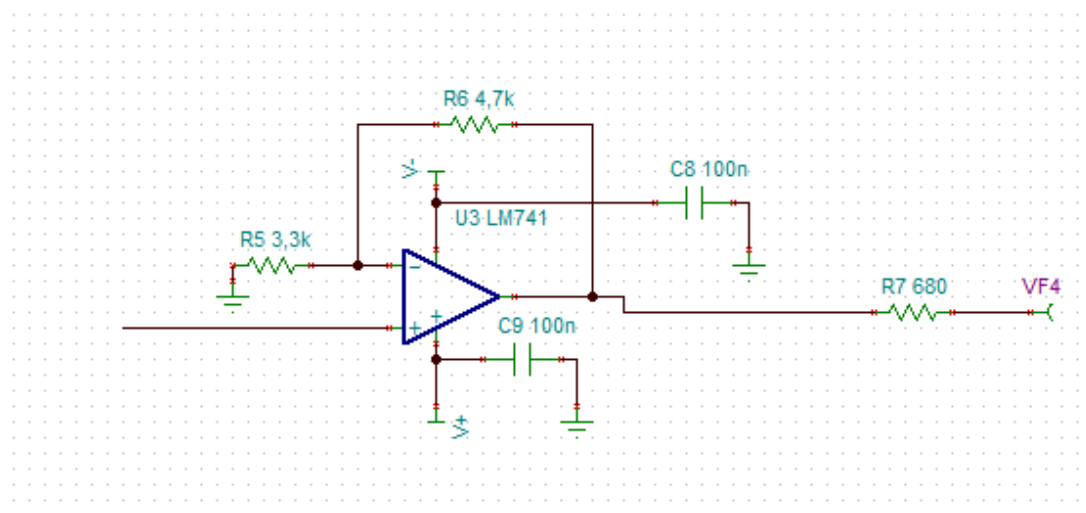 R6 4,7k
V-
C8 100n
U3 LM741
R5 3,3k
-
R7 680
VF4
+
+
C9 100n
V+